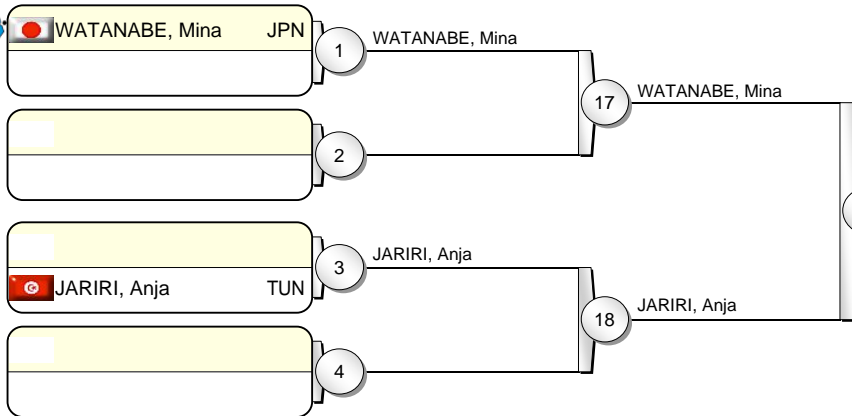 WATANABE, Mina JPN
1
WATANABE, Mina
17
WATANABE, Mina
2
3
JARIRI, Anja
JARIRI, Anja TUN
18
JARIRI, Anja
4